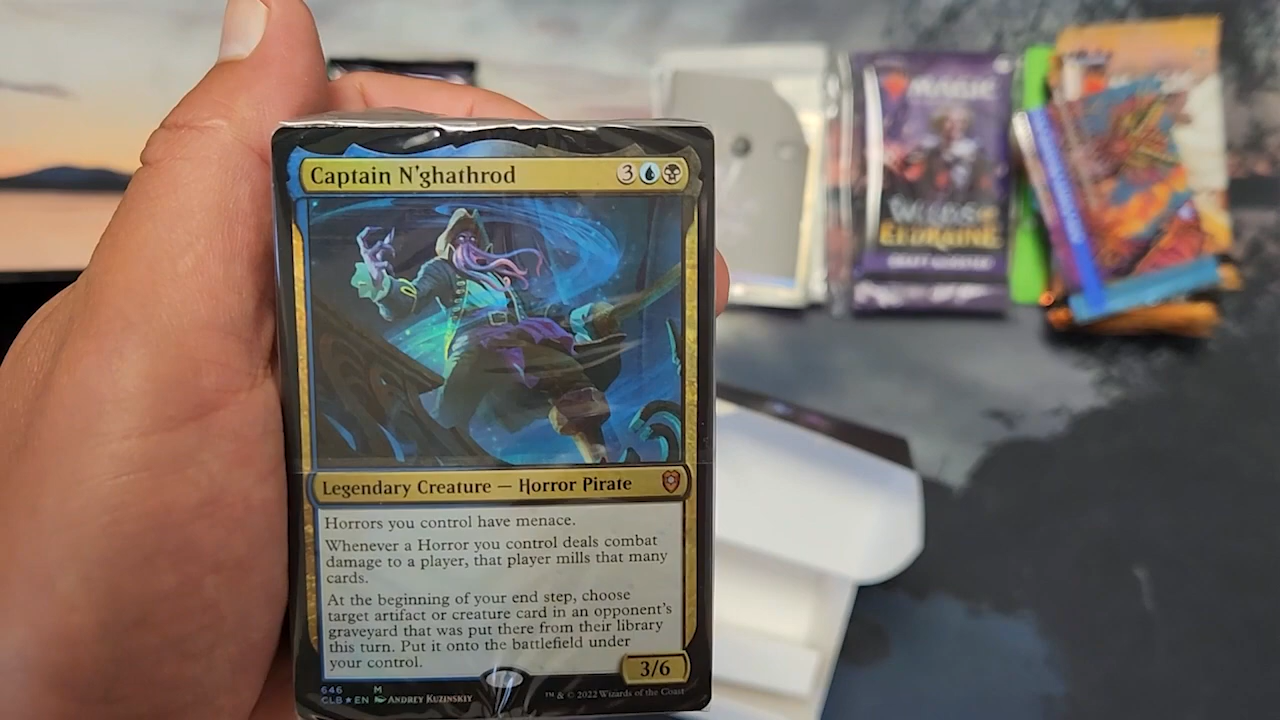 Captain N'ghathrod 3
Legendary Creature — Horror Pirate
Horrors you control have menace.
Whenever a Horror you control deals combat
damage to a player, that player mills that many
cards.
At the beginning of your end step, choose
target artifact or creature card in an opponent's
graveyard that was put there from their library
this turn. Put it onto the battlefield under
your control.
3/6
646 M
CLB ★ EN ANDREY KUZINSKIY
™ & © 2022 Wizards of the Coast
MAGIC
WILDS OF
ELDRAINE
DRAFT BOOSTER